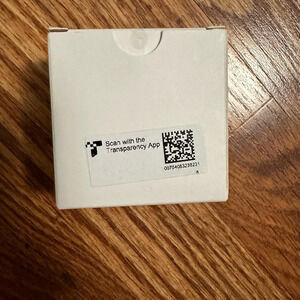 Scan with the
Transparency App